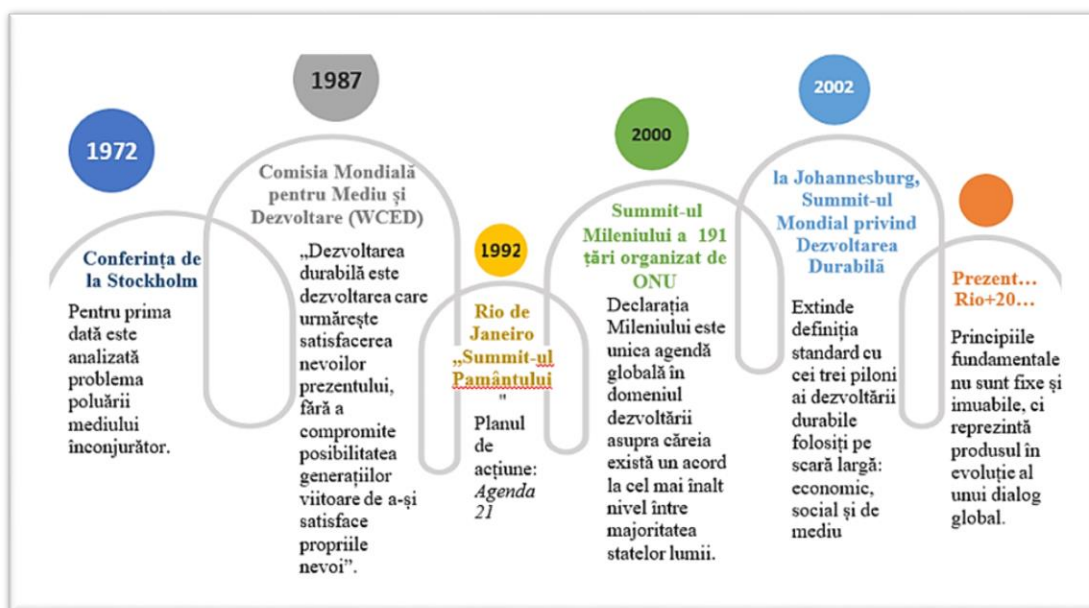 1972
Conferința de
la Stockholm
Pentru prima
dată este
analizată
problema
poluării
mediului
înconjurător.
1987
Comisia Mondială
pentru Mediu și
Dezvoltare (WCED)
„Dezvoltarea
durabilă este
dezvoltarea care
urmărește
satisfacerea
nevoilor
prezentului,
fără a
compromite
posibilitatea
generațiilor
viitoare de a-și
satisface
propriile
nevoi”.
1992
Rio de
Janeiro
„Summit-ul
Pamântului
"
Planul
de
acțiune:
Agenda
21
2000
Summit-ul
Mileniului a 191
țări organizat de
ONU
Declarația
Mileniului este
unica agendă
globală în
domeniul
dezvoltării
asupra căreia
există un acord
la cel mai înalt
nivel între
majoritatea
statelor lumii.
2002
la Johannesburg,
Summit-ul
Mondial privind
Dezvoltarea
Durabilă
Extinde
definiția
standard cu
cei trei piloni
ai dezvoltării
durabile
folosiți pe
scară largă:
economic,
social și de
mediu
Prezent…
Rio+20…
Principiile
fundamentale
nu sunt fixe și
imuabile, ci
reprezintă
produsul în
evoluție al
unui dialog
global.